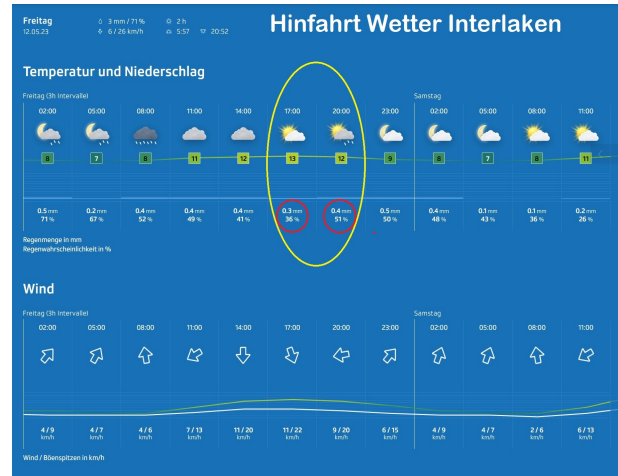 Hinfahrt Wetter Interlaken
Freitag 3 mm / 71 % 2 h
12.05.23 6 / 26 km/h 5:57 20:52
Temperatur und Niederschlag
Freitag (3h Intervalle) Samstag
02:00 05:00 08:00 11:00 14:00 17:00 20:00 23:00 02:00 05:00 08:00 11:00
8 7 8 11 12 13 12 9 8 7 8 11
0.5 mm 0.2 mm 0.4 mm 0.4 mm 0.4 mm 0.3 mm 0.4 mm 0.5 mm 0.4 mm 0.1 mm 0.1 mm 0.2 mm
71 % 67 % 52 % 49 % 41 % 36 % 51 % 50 % 48 % 43 % 36 % 26 %
Regenmenge in mm
Regenwahrscheinlichkeit in %
Wind
Freitag (3h Intervalle) Samstag
02:00 05:00 08:00 11:00 14:00 17:00 20:00 23:00 02:00 05:00 08:00 11:00
4 / 9 4 / 7 4 / 6 7 / 13 11 / 20 11 / 22 9 / 20 6 / 15 4 / 9 4 / 7 2 / 6 6 / 13
km/h km/h km/h km/h km/h km/h km/h km/h km/h km/h km/h km/h
Wind / Böenspitzen in km/h